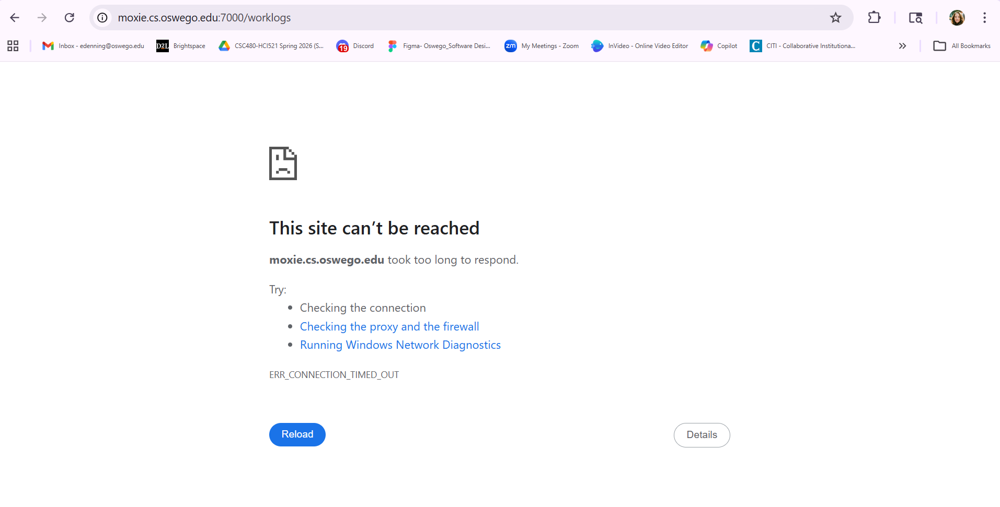 moxie.cs.oswego.edu:7000/worklogs
Inbox - edenning@oswego.edu
D2L Brightspace
CSC480-HCI521 Spring 2026 (S...
19 Discord
Figma- Oswego_Software Desi...
zm My Meetings - Zoom
InVideo - Online Video Editor
Copilot
C CITI - Collaborative Institutiona...
All Bookmarks
This site can’t be reached
moxie.cs.oswego.edu took too long to respond.
Try:
• Checking the connection
• Checking the proxy and the firewall
• Running Windows Network Diagnostics
ERR_CONNECTION_TIMED_OUT
Reload
Details